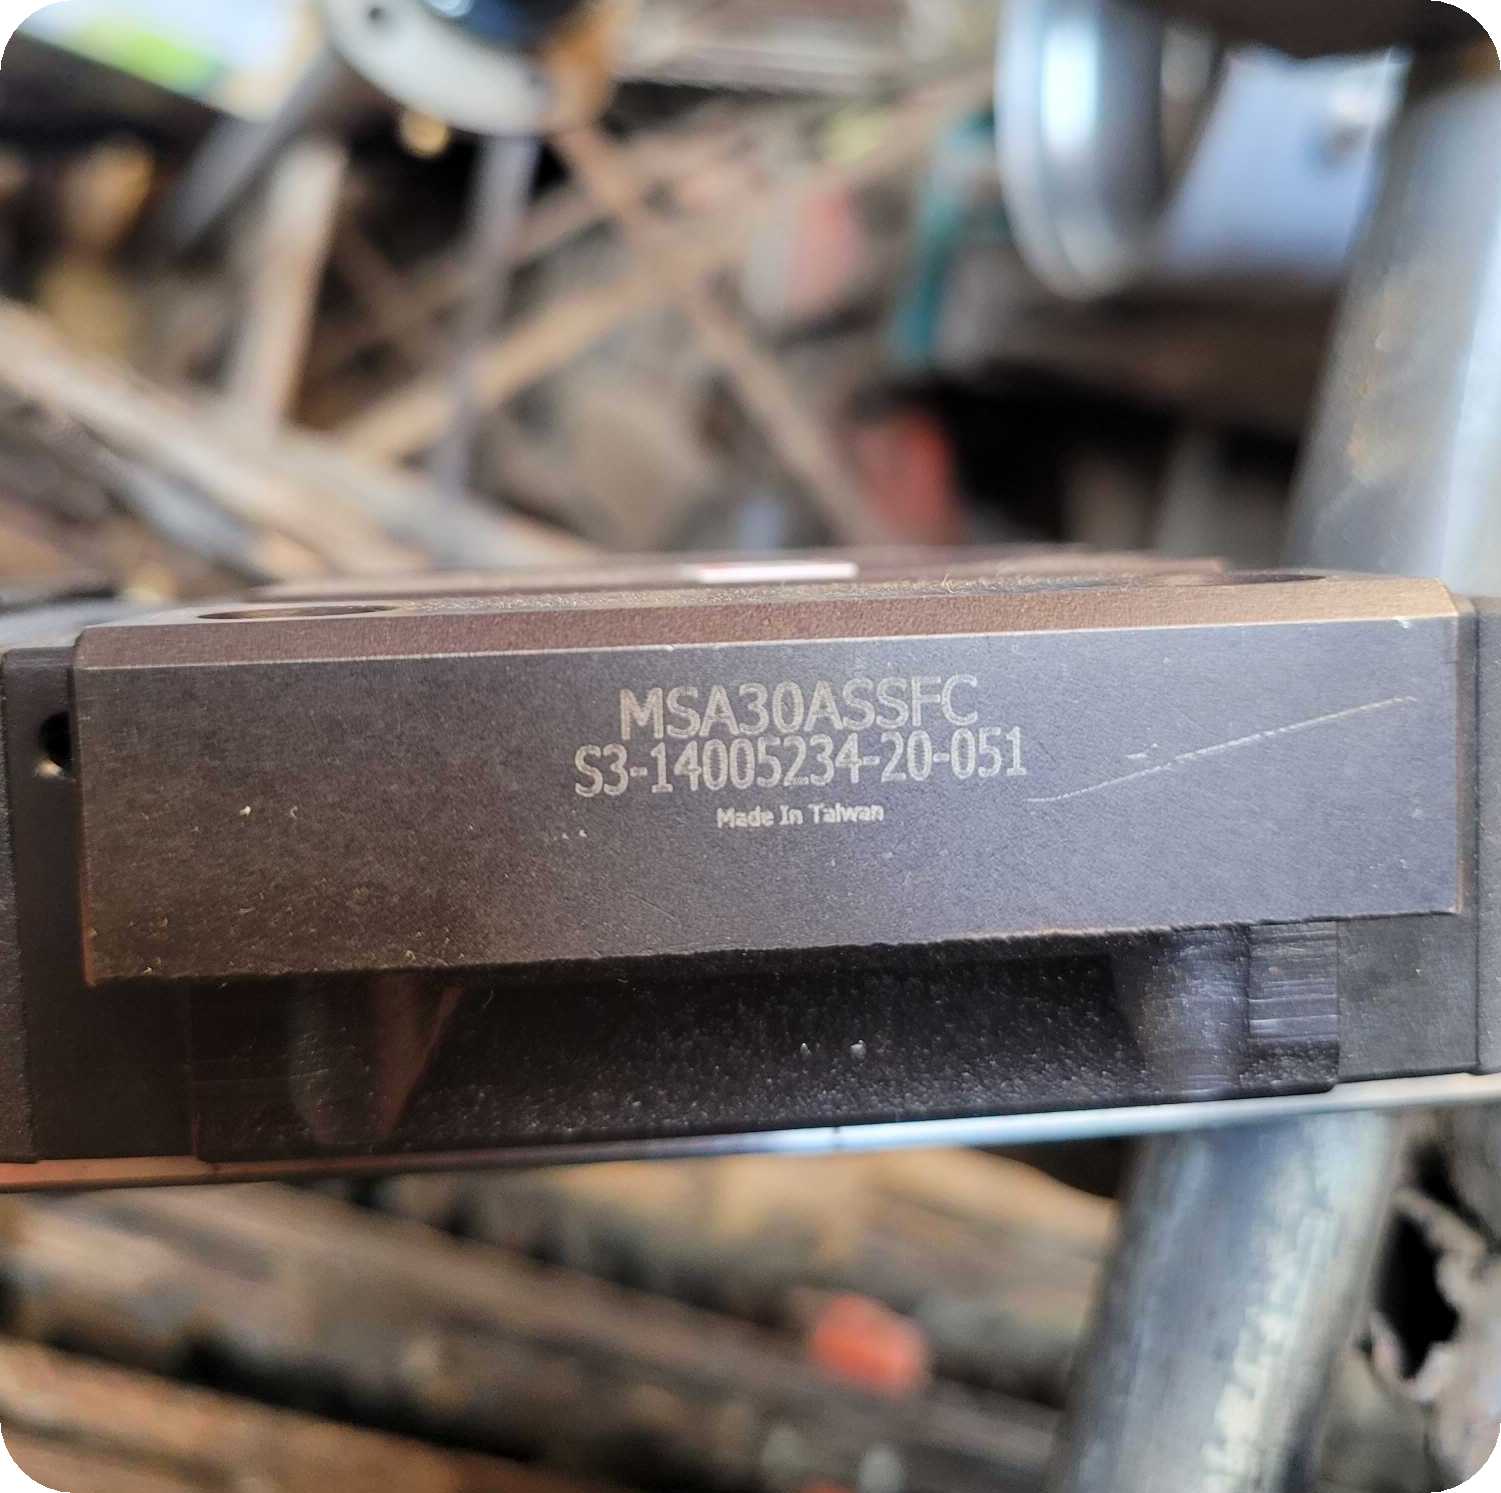 MSA30ASSFC
S3-14005234-20-051
Made In Taiwan